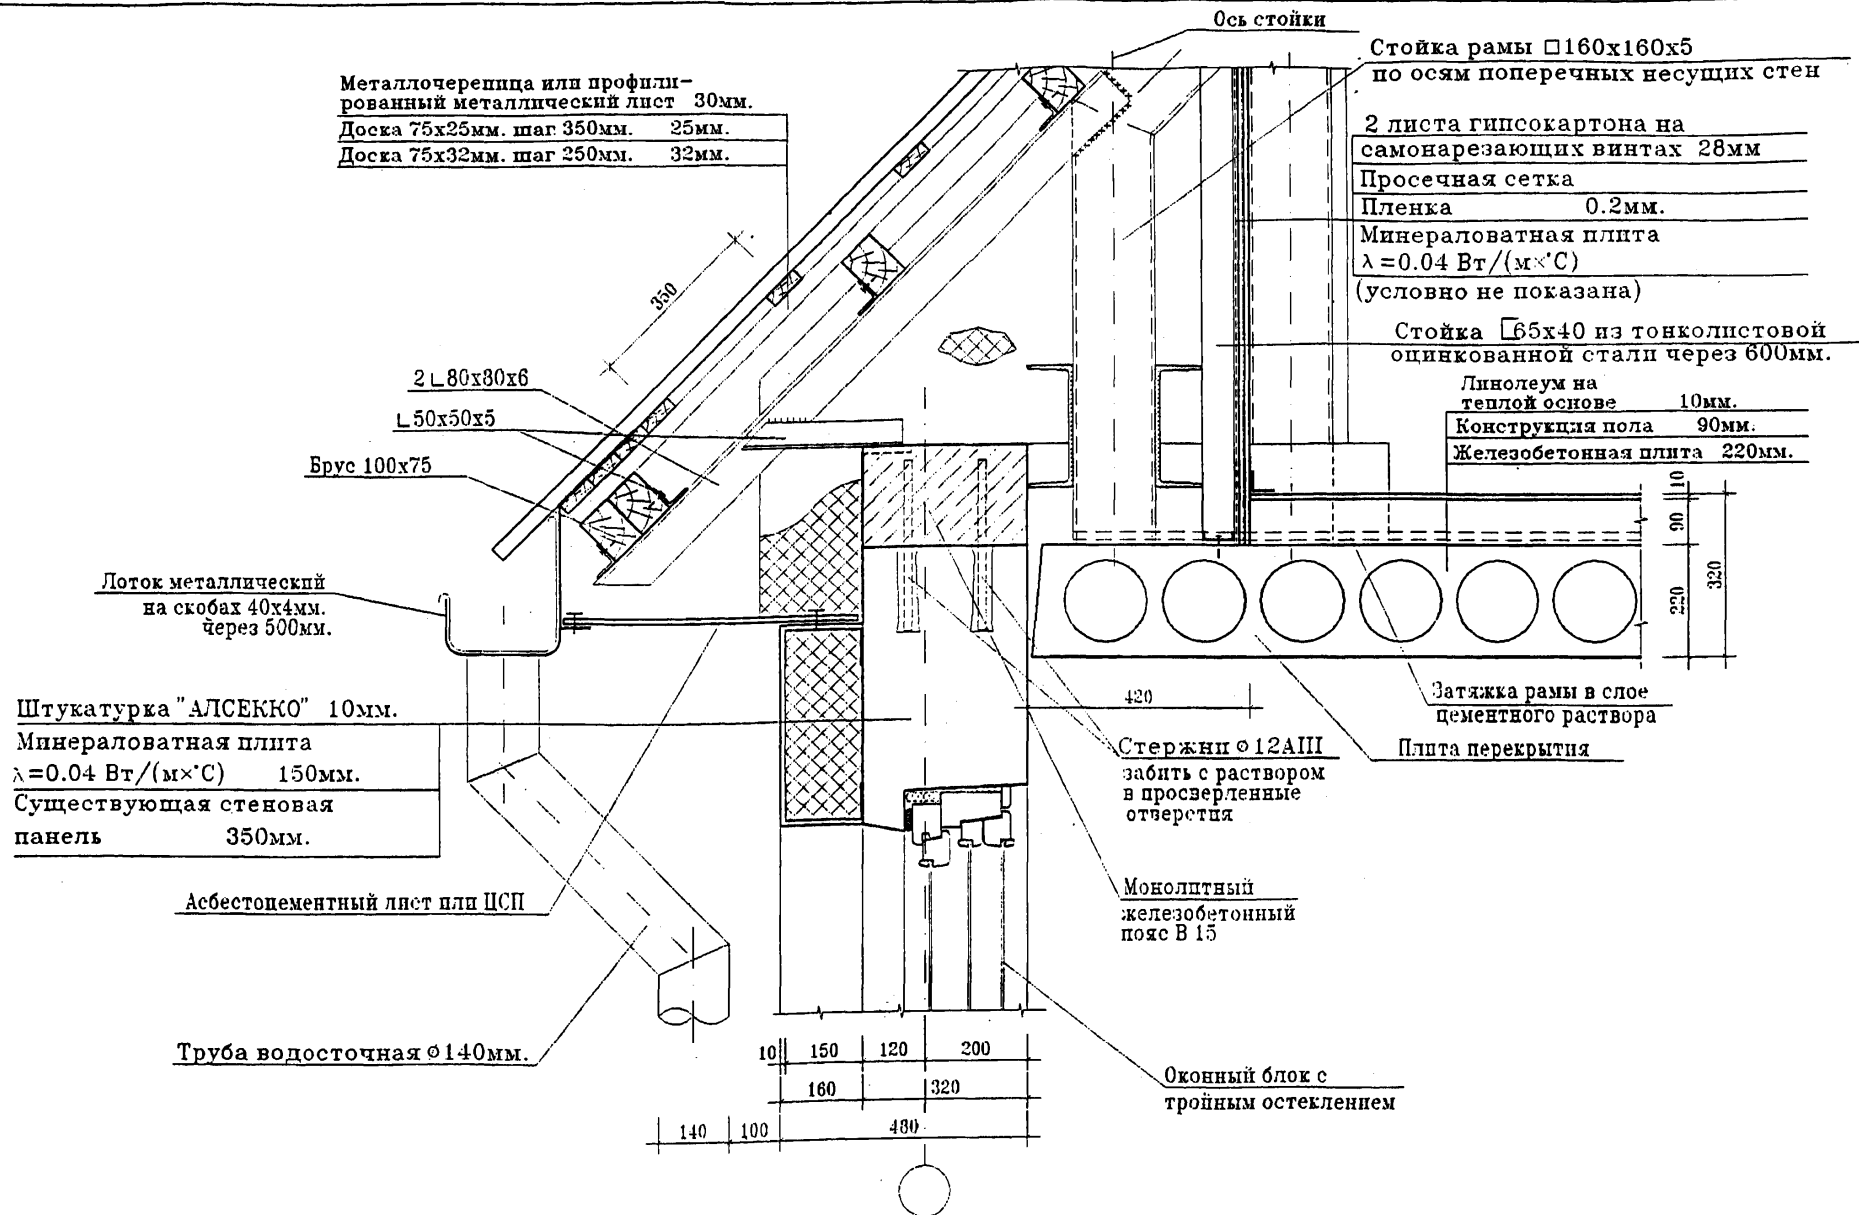 Ось стойки
Стойка рамы □160х160х5
по осям поперечных несущих стен
Металлочерепица или профили-
рованный металлический лист 30мм.
Доска 75х25мм. шаг 350мм. 25мм.
Доска 75х32мм. шаг 250мм. 32мм.
2 листа гипсокартона на
самонарезающих винтах 28мм
Просечная сетка
Пленка 0.2мм.
Минераловатная плита
λ=0.04 Вт/(м×°С)
(условно не показана)
Стойка [65х40 из тонколистовой
оцинкованной стали через 600мм.
350
2∟80х80х6
∟50х50х5
Брус 100х75
Линолеум на
теплой основе 10мм.
Конструкция пола 90мм.
Железобетонная плита 220мм.
10
90
220
320
Лоток металлический
на скобах 40х4мм.
через 500мм.
Штукатурка "АЛСЕККО" 10мм.
Минераловатная плита
λ=0.04 Вт/(м×°С) 150мм.
Существующая стеновая
панель 350мм.
420
Затяжка рамы в слое
цементного раствора
Плита перекрытия
Стержни ⌀12АIII
забить с раствором
в просверленные
отверстия
Асбестоцементный лист или ЦСП
Монолитный
железобетонный
пояс В 15
Труба водосточная ⌀140мм.
Оконный блок с
тройным остеклением
10 150 120 200
160 320
140 100 480